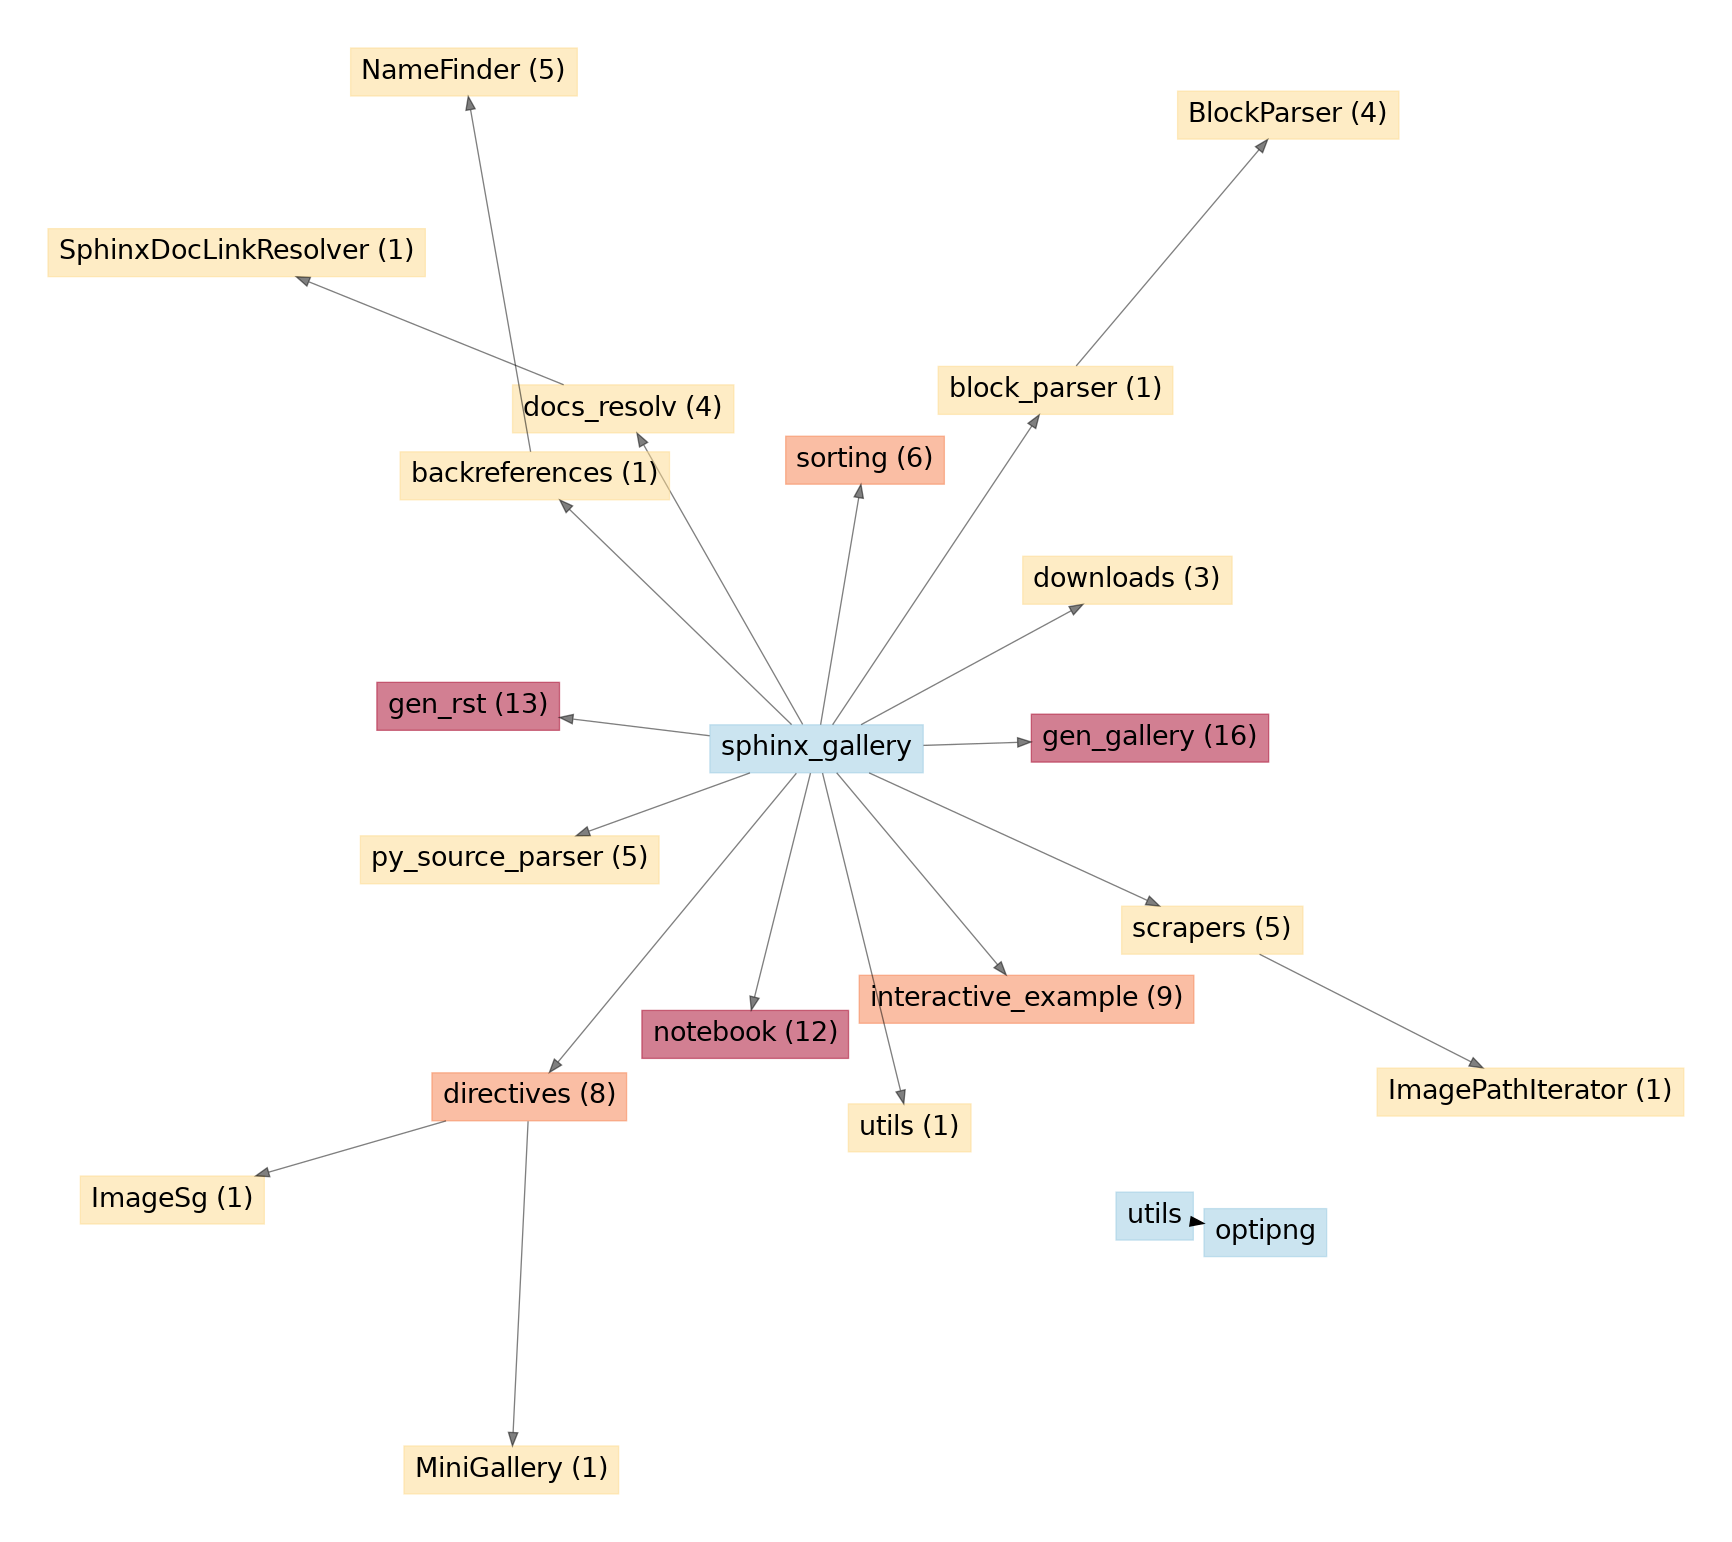 NameFinder (5)
BlockParser (4)
SphinxDocLinkResolver (1)
block_parser (1)
docs_resolv (4)
sorting (6)
backreferences (1)
downloads (3)
gen_rst (13)
gen_gallery (16)
sphinx_gallery
py_source_parser (5)
scrapers (5)
interactive_example (9)
notebook (12)
ImagePathIterator (1)
directives (8)
utils (1)
ImageSg (1)
utils
optipng
MiniGallery (1)